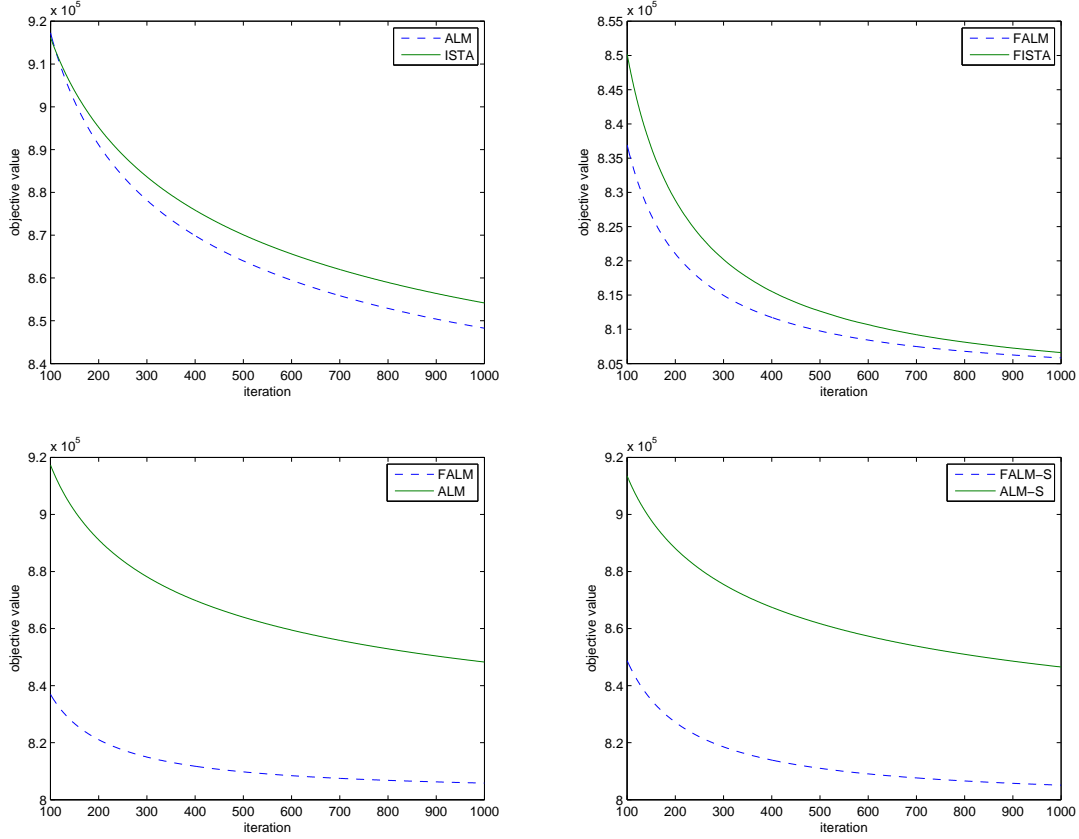 x 10^5
9.2
9.1
9
8.9
8.8
8.7
8.6
8.5
8.4
objective value
100 200 300 400 500 600 700 800 900 1000
iteration
ALM
ISTA
x 10^5
8.55
8.5
8.45
8.4
8.35
8.3
8.25
8.2
8.15
8.1
8.05
objective value
100 200 300 400 500 600 700 800 900 1000
iteration
FALM
FISTA
x 10^5
9.2
9
8.8
8.6
8.4
8.2
8
objective value
100 200 300 400 500 600 700 800 900 1000
iteration
FALM
ALM
x 10^5
9.2
9
8.8
8.6
8.4
8.2
8
objective value
100 200 300 400 500 600 700 800 900 1000
iteration
FALM−S
ALM−S